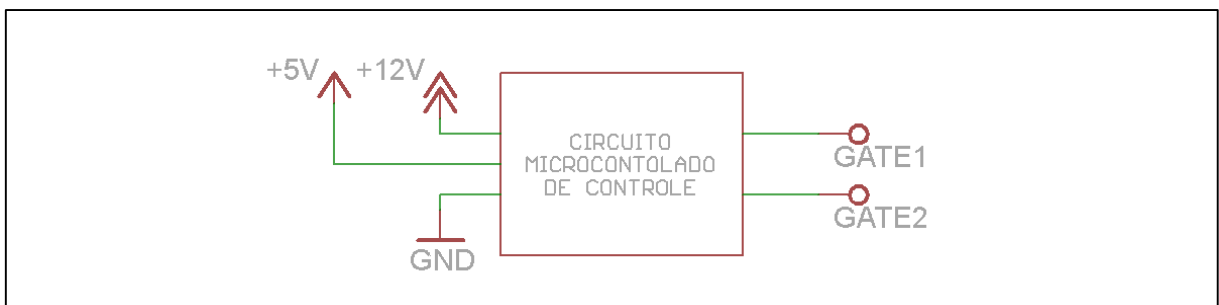 +5V +12V
CIRCUITO
MICROCONTOLADO
DE CONTROLE
GATE1
GATE2
GND